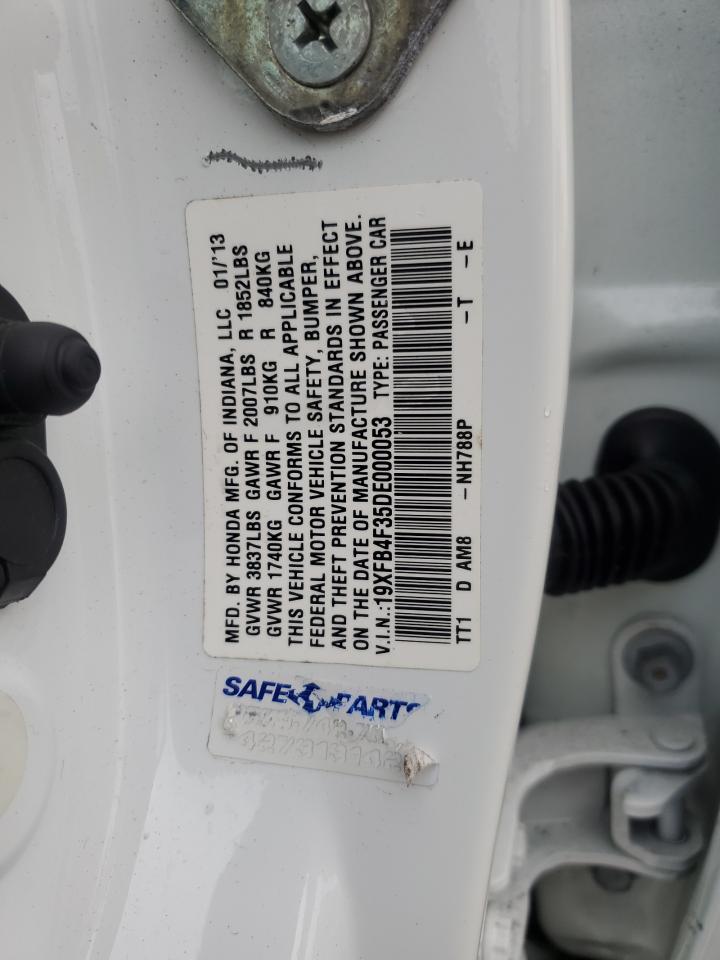 MFD. BY HONDA MFG. OF INDIANA, LLC 01/'13
GVWR 3837LBS GAWR F 2007LBS R 1852LBS
GVWR 1740KG GAWR F 910KG R 840KG
THIS VEHICLE CONFORMS TO ALL APPLICABLE
FEDERAL MOTOR VEHICLE SAFETY, BUMPER,
AND THEFT PREVENTION STANDARDS IN EFFECT
ON THE DATE OF MANUFACTURE SHOWN ABOVE.
V.I.N.:19XFB4F35DE000053 TYPE: PASSENGER CAR
TT1 D AM8 -NH788P -T -E
SAFE PARTS